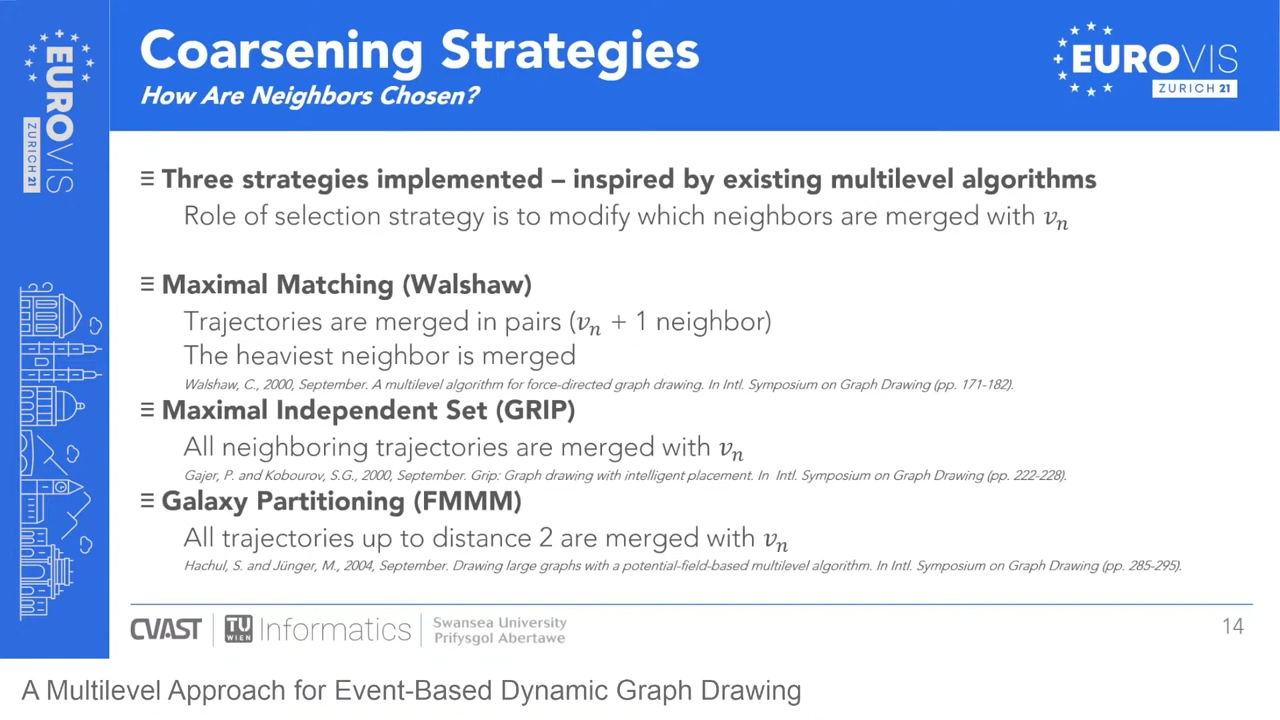 EUROVIS
ZURICH 21
Coarsening Strategies
How Are Neighbors Chosen?
EUROVIS
ZURICH 21
≡ Three strategies implemented – inspired by existing multilevel algorithms
Role of selection strategy is to modify which neighbors are merged with vₙ
≡ Maximal Matching (Walshaw)
Trajectories are merged in pairs (vₙ + 1 neighbor)
The heaviest neighbor is merged
Walshaw, C., 2000, September. A multilevel algorithm for force-directed graph drawing. In Intl. Symposium on Graph Drawing (pp. 171-182).
≡ Maximal Independent Set (GRIP)
All neighboring trajectories are merged with vₙ
Gajer, P. and Kobourov, S.G., 2000, September. Grip: Graph drawing with intelligent placement. In Intl. Symposium on Graph Drawing (pp. 222-228).
≡ Galaxy Partitioning (FMMM)
All trajectories up to distance 2 are merged with vₙ
Hachul, S. and Jünger, M., 2004, September. Drawing large graphs with a potential-field-based multilevel algorithm. In Intl. Symposium on Graph Drawing (pp. 285-295).
CVAST
TU WIEN Informatics
Swansea University
Prifysgol Abertawe
14
A Multilevel Approach for Event-Based Dynamic Graph Drawing